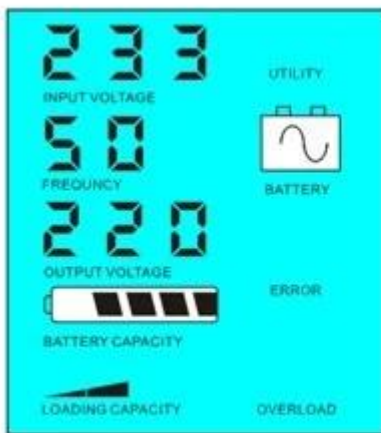 233
UTILITY
INPUT VOLTAGE
50
FREQUNCY
BATTERY
220
OUTPUT VOLTAGE
ERROR
BATTERY CAPACITY
LOADING CAPACITY
OVERLOAD